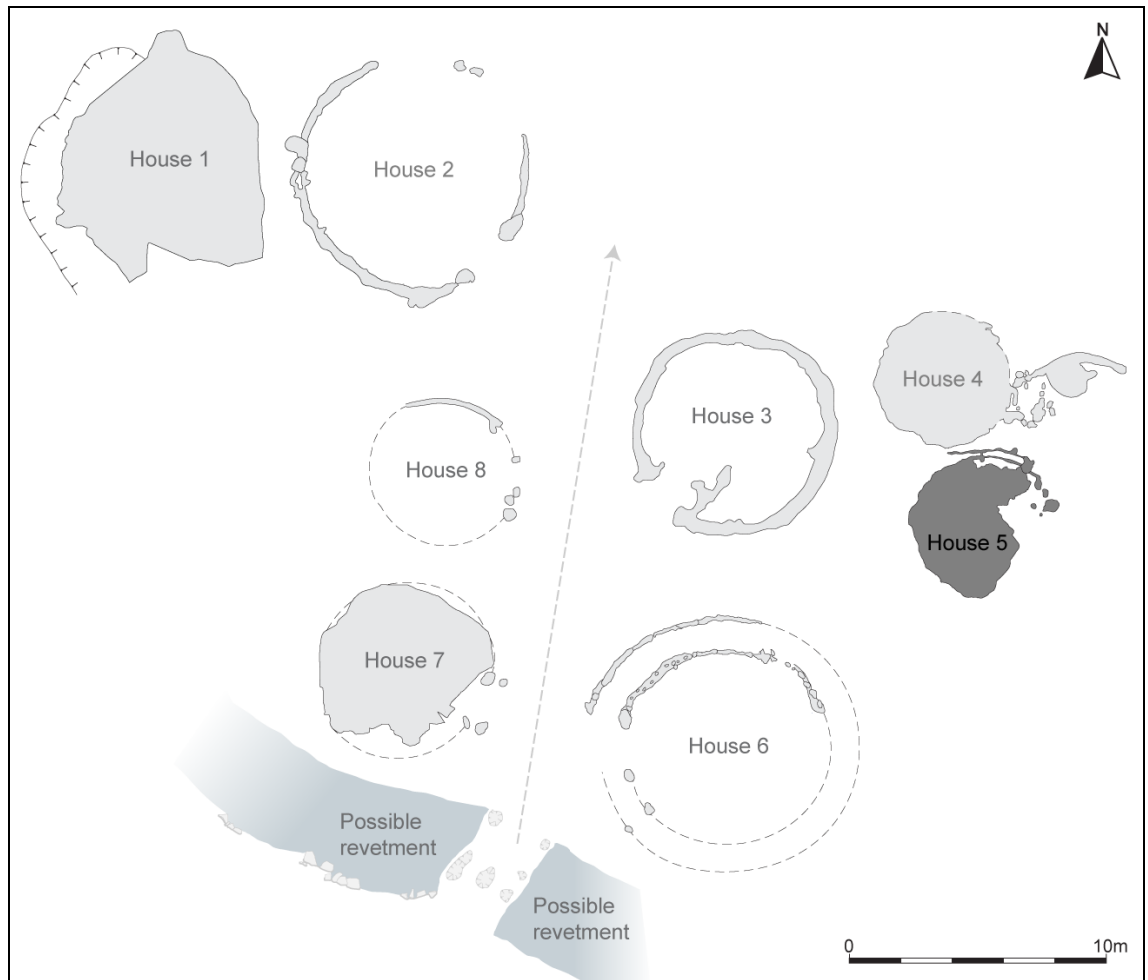 N
House 1
House 2
House 4
House 3
House 8
House 5
House 7
House 6
Possible
revetment
Possible
revetment
0
10m